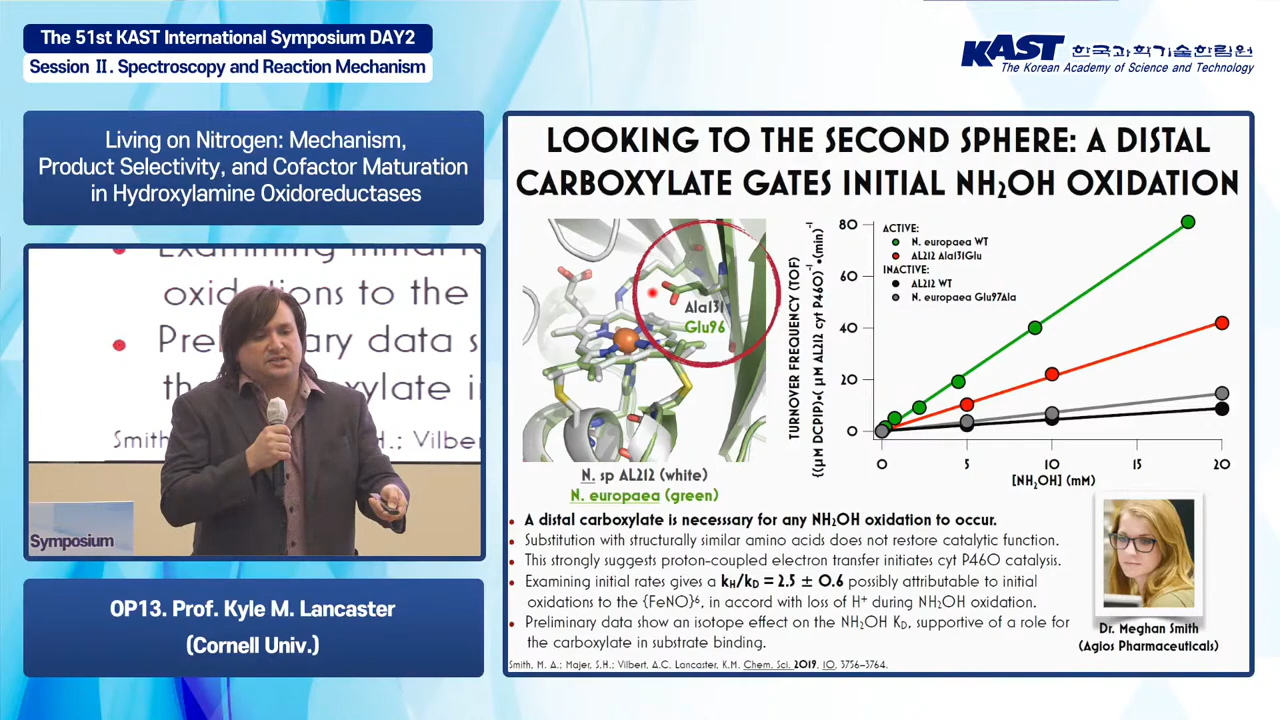 The 51st KAST International Symposium DAY2
Session Ⅱ. Spectroscopy and Reaction Mechanism
KAST 한국과학기술한림원
The Korean Academy of Science and Technology
Living on Nitrogen: Mechanism,
Product Selectivity, and Cofactor Maturation
in Hydroxylamine Oxidoreductases
oxidations to the
Preliminary data s
Smith
H.; Vilbe
Symposium
OP13. Prof. Kyle M. Lancaster
(Cornell Univ.)
LOOKING TO THE SECOND SPHERE: A DISTAL
CARBOXYLATE GATES INITIAL NH₂OH OXIDATION
Ala131
Glu96
N. sp AL212 (white)
N. europaea (green)
TURNOVER FREQUENCY (TOF)
{(μM DCPIP)•( μM AL212 cyt P460)⁻¹•(min)⁻¹
80
60
40
20
0
ACTIVE:
N. europaea WT
AL212 Ala131Glu
INACTIVE:
AL212 WT
N. europaea Glu97Ala
0 5 10 15 20
[NH₂OH] (mM)
• A distal carboxylate is necessary for any NH₂OH oxidation to occur.
• Substitution with structurally similar amino acids does not restore catalytic function.
• This strongly suggests proton-coupled electron transfer initiates cyt P460 catalysis.
• Examining initial rates gives a kH/kD = 2.5 ± 0.6 possibly attributable to initial
oxidations to the {FeNO}⁶, in accord with loss of H⁺ during NH₂OH oxidation.
• Preliminary data show an isotope effect on the NH₂OH KD, supportive of a role for
the carboxylate in substrate binding.
Dr. Meghan Smith
(Agios Pharmaceuticals)
Smith, M. A.; Majer, S.H.; Vilbert, A.C. Lancaster, K.M. Chem. Sci. 2019, 10, 3756–3764.